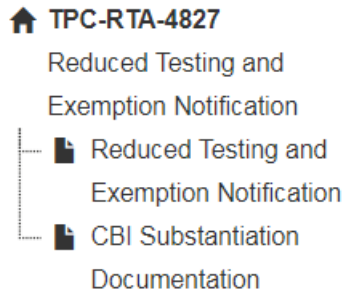 TPC-RTA-4827
Reduced Testing and
Exemption Notification
Reduced Testing and
Exemption Notification
CBI Substantiation
Documentation